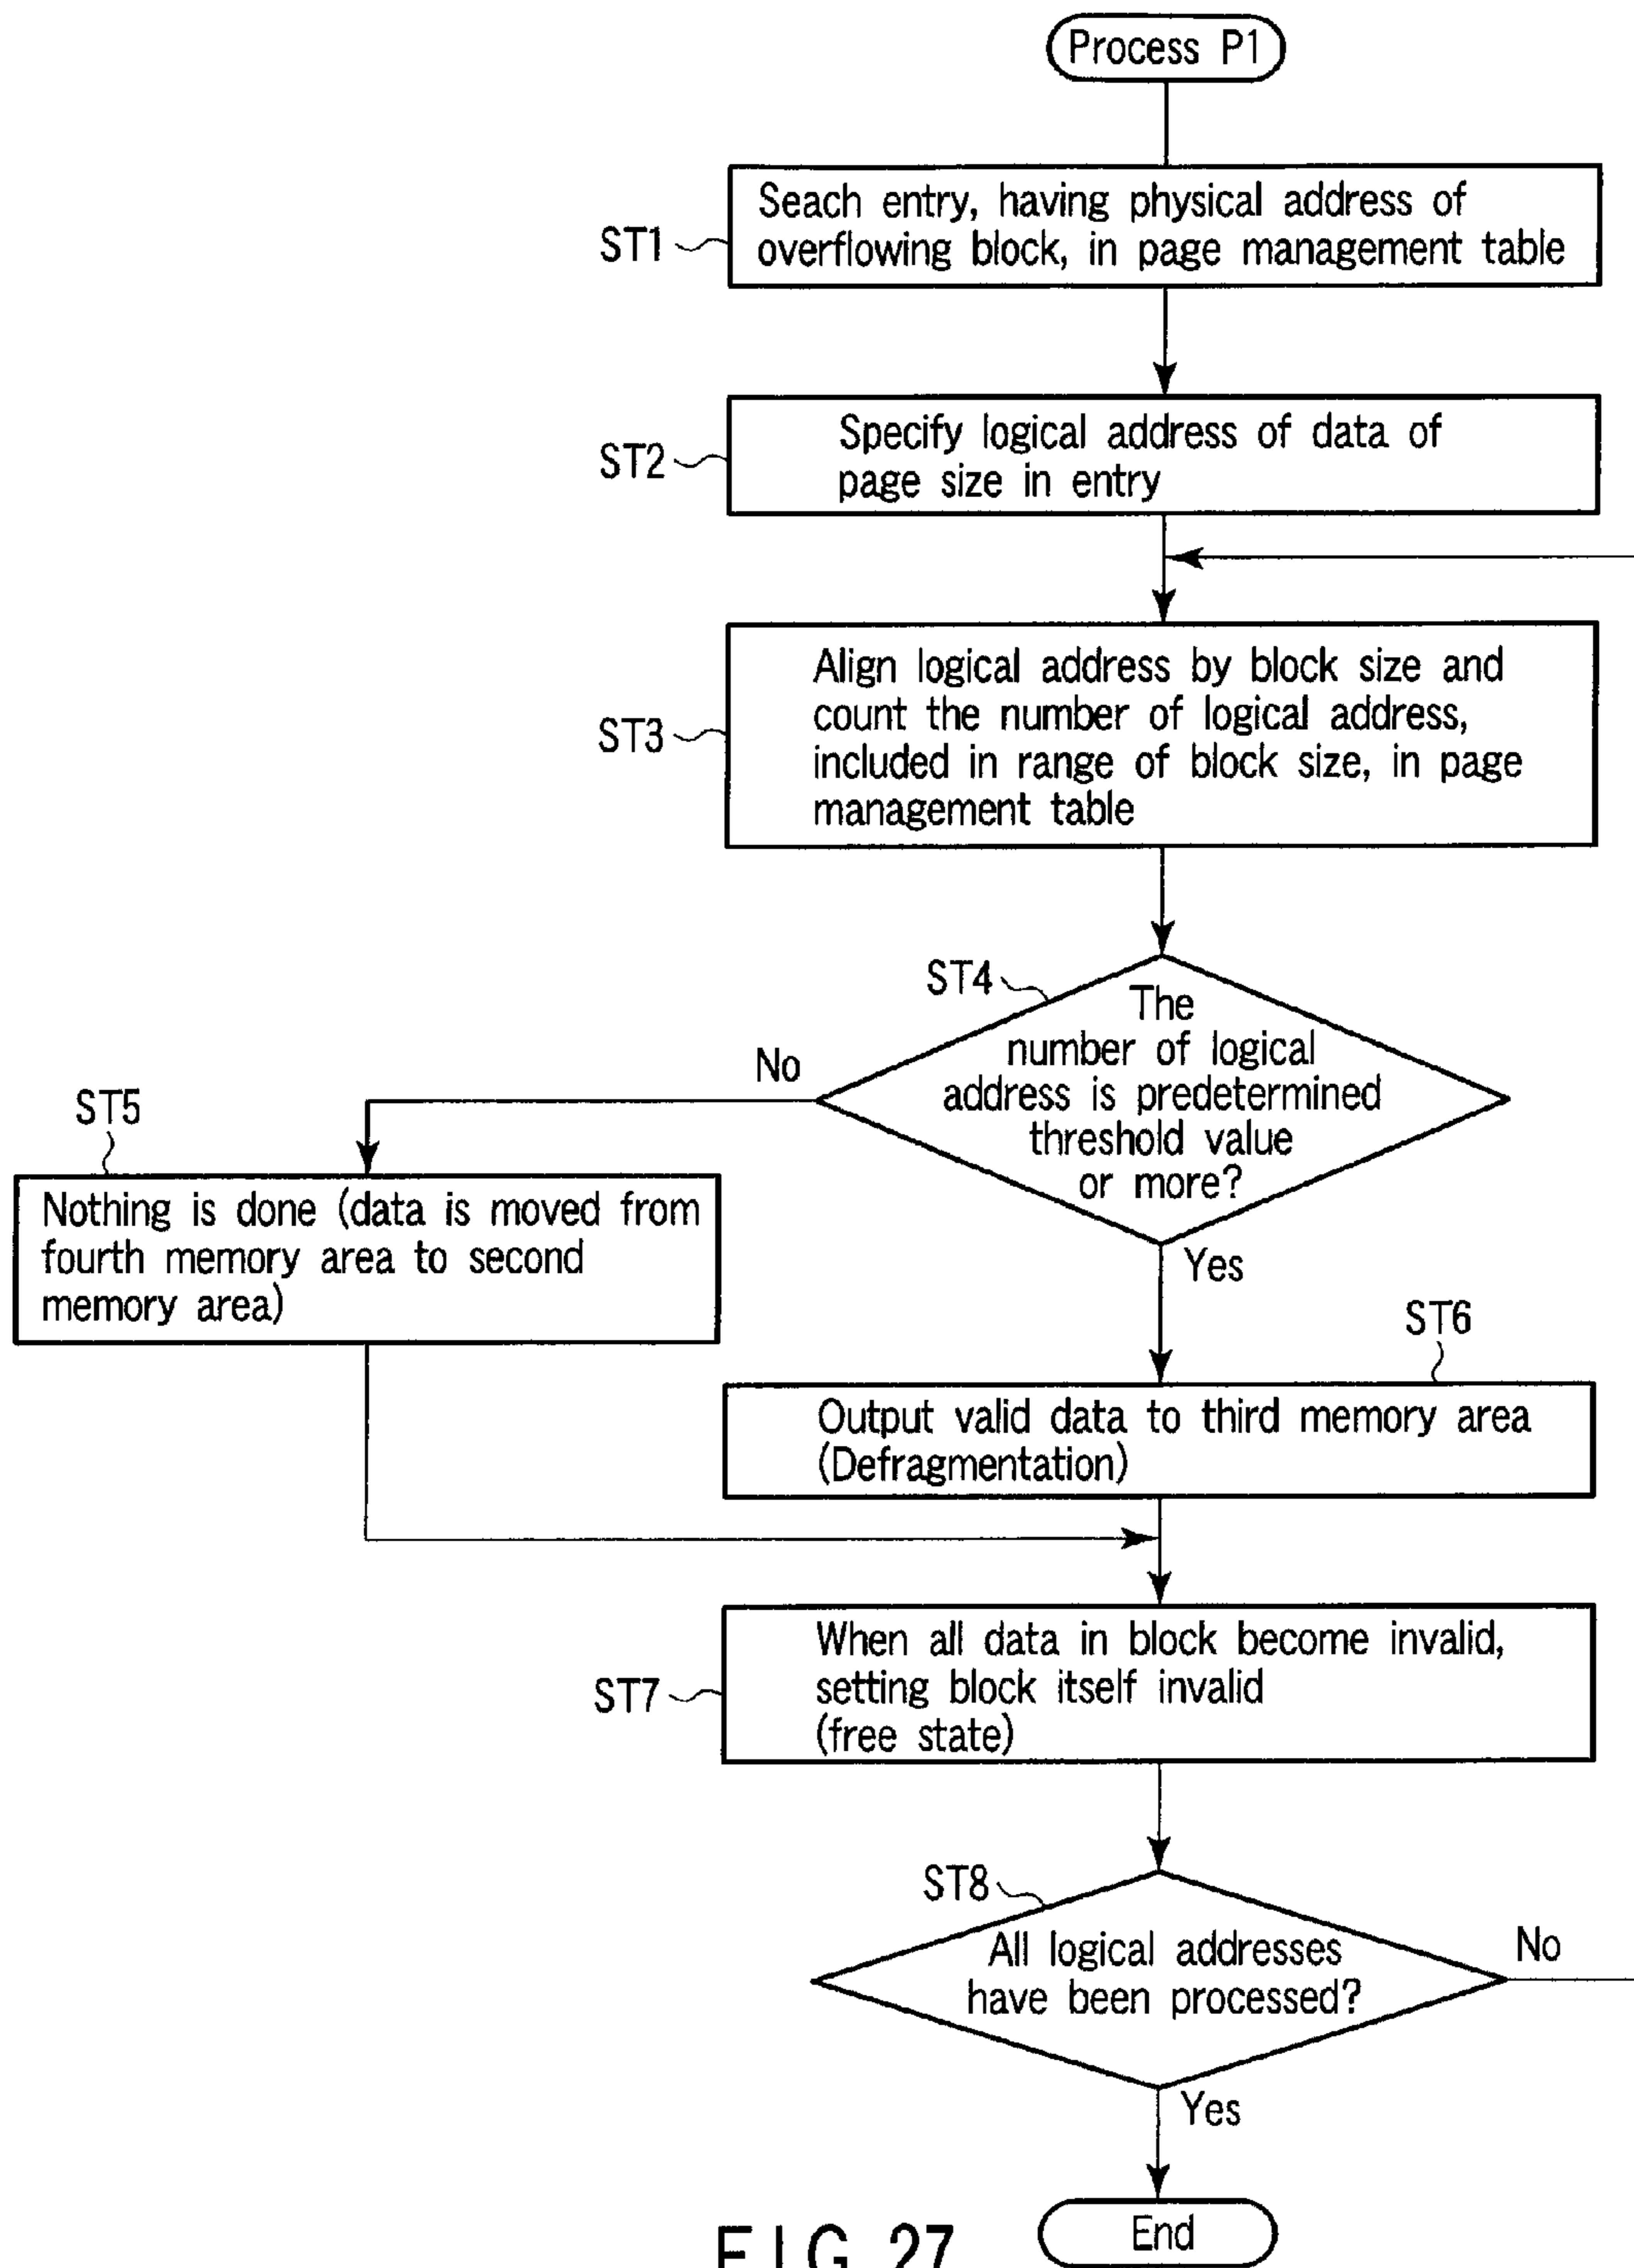 Process P1
ST1
Seach entry, having physical address of
overflowing block, in page management table
ST2
Specify logical address of data of
page size in entry
ST3
Align logical address by block size and
count the number of logical address,
included in range of block size, in page
management table
ST4
The
number of logical
address is predetermined
threshold value
or more?
No
Yes
ST5
Nothing is done (data is moved from
fourth memory area to second
memory area)
ST6
Output valid data to third memory area
(Defragmentation)
ST7
When all data in block become invalid,
setting block itself invalid
(free state)
ST8
All logical addresses
have been processed?
No
Yes
End
FIG. 27